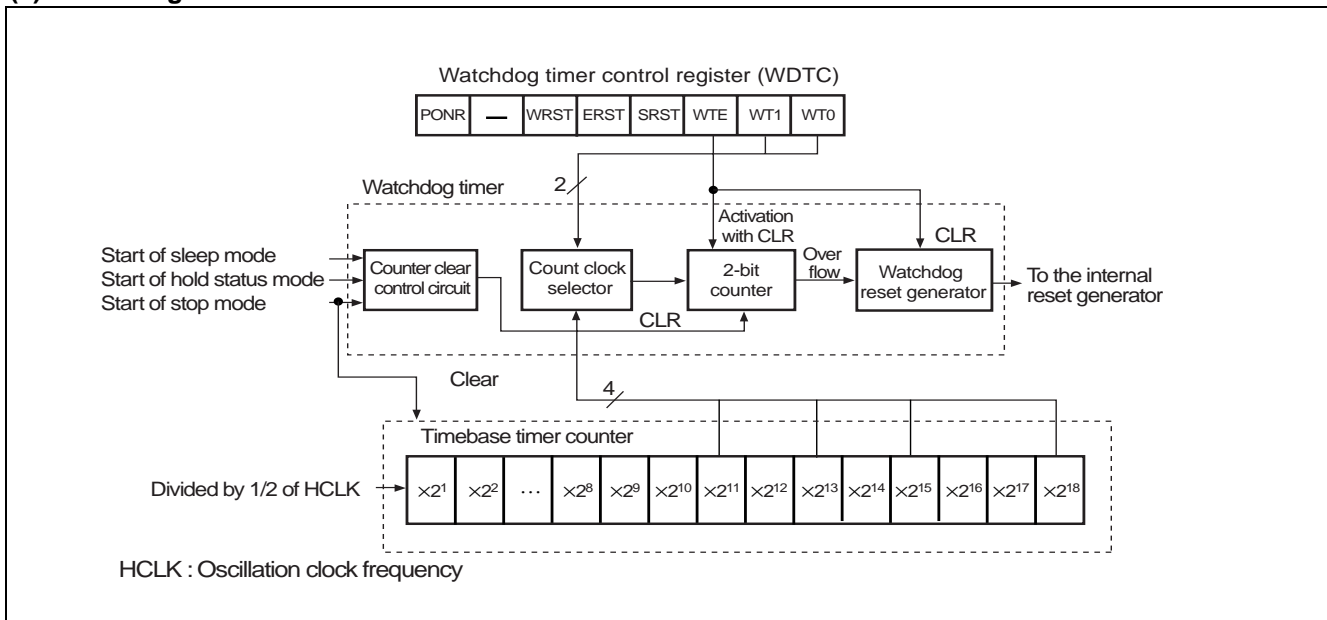 Watchdog timer control register (WDTC)
PONR — WRST ERST SRST WTE WT1 WT0
Watchdog timer
2
Activation
with CLR
CLR
Start of sleep mode
Start of hold status mode
Start of stop mode
Counter clear
control circuit
Count clock
selector
2-bit
counter
Over
flow
Watchdog
reset generator
To the internal
reset generator
CLR
Clear
4
Timebase timer counter
Divided by 1/2 of HCLK
×2¹ ×2² ... ×2⁸ ×2⁹ ×2¹⁰ ×2¹¹ ×2¹² ×2¹³ ×2¹⁴ ×2¹⁵ ×2¹⁶ ×2¹⁷ ×2¹⁸
HCLK : Oscillation clock frequency